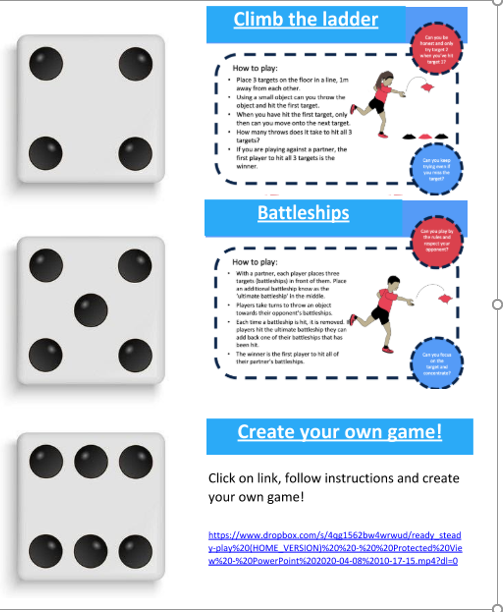 Climb the ladder
Can you be
honest and only
try target 2
when you've hit
target 1?
How to play:
• Place 3 targets on the floor in a line, 1m
away from each other.
• Using a small object can you throw the
object and hit the first target.
• When you have hit the first target, only
then can you move onto the next target.
• How many throws does it take to hit all 3
targets?
• If you are playing against a partner, the
first player to hit all 3 targets is the
winner.
Can you keep
trying even if
you miss the
target?
Battleships
Can you play by
the rules and
respect your
opponent?
How to play:
• With a partner, each player places three
targets (battleships) in front of them. Place
an additional battleship know as the
'ultimate battleship' in the middle.
• Players take turns to throw an object
towards their opponent's battleships.
• Each time a battleship is hit, it is removed. If
players hit the ultimate battleship they can
add back one of their battleships that has
been hit.
• The winner is the first player to hit all of
their partner's battleships.
Can you focus
on the
target and
concentrate?
Create your own game!
Click on link, follow instructions and create
your own game!
https://www.dropbox.com/s/4qg1562bw4wrwud/ready_stead
y-play%20(HOME_VERSION)%20%20-%20%20Protected%20Vie
w%20-%20PowerPoint%202020-04-08%2010-17-15.mp4?dl=0